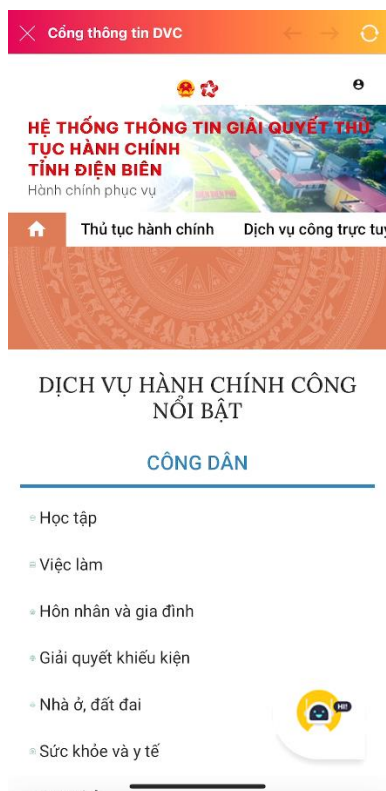 Cổng thông tin DVC
HỆ THỐNG THÔNG TIN GIẢI QUYẾT THỦ
TỤC HÀNH CHÍNH
TỈNH ĐIỆN BIÊN
Hành chính phục vụ
Thủ tục hành chính Dịch vụ công trực tuy
DỊCH VỤ HÀNH CHÍNH CÔNG
NỔI BẬT
CÔNG DÂN
Học tập
Việc làm
Hôn nhân và gia đình
Giải quyết khiếu kiện
Nhà ở, đất đai
HI!
Sức khỏe và y tế